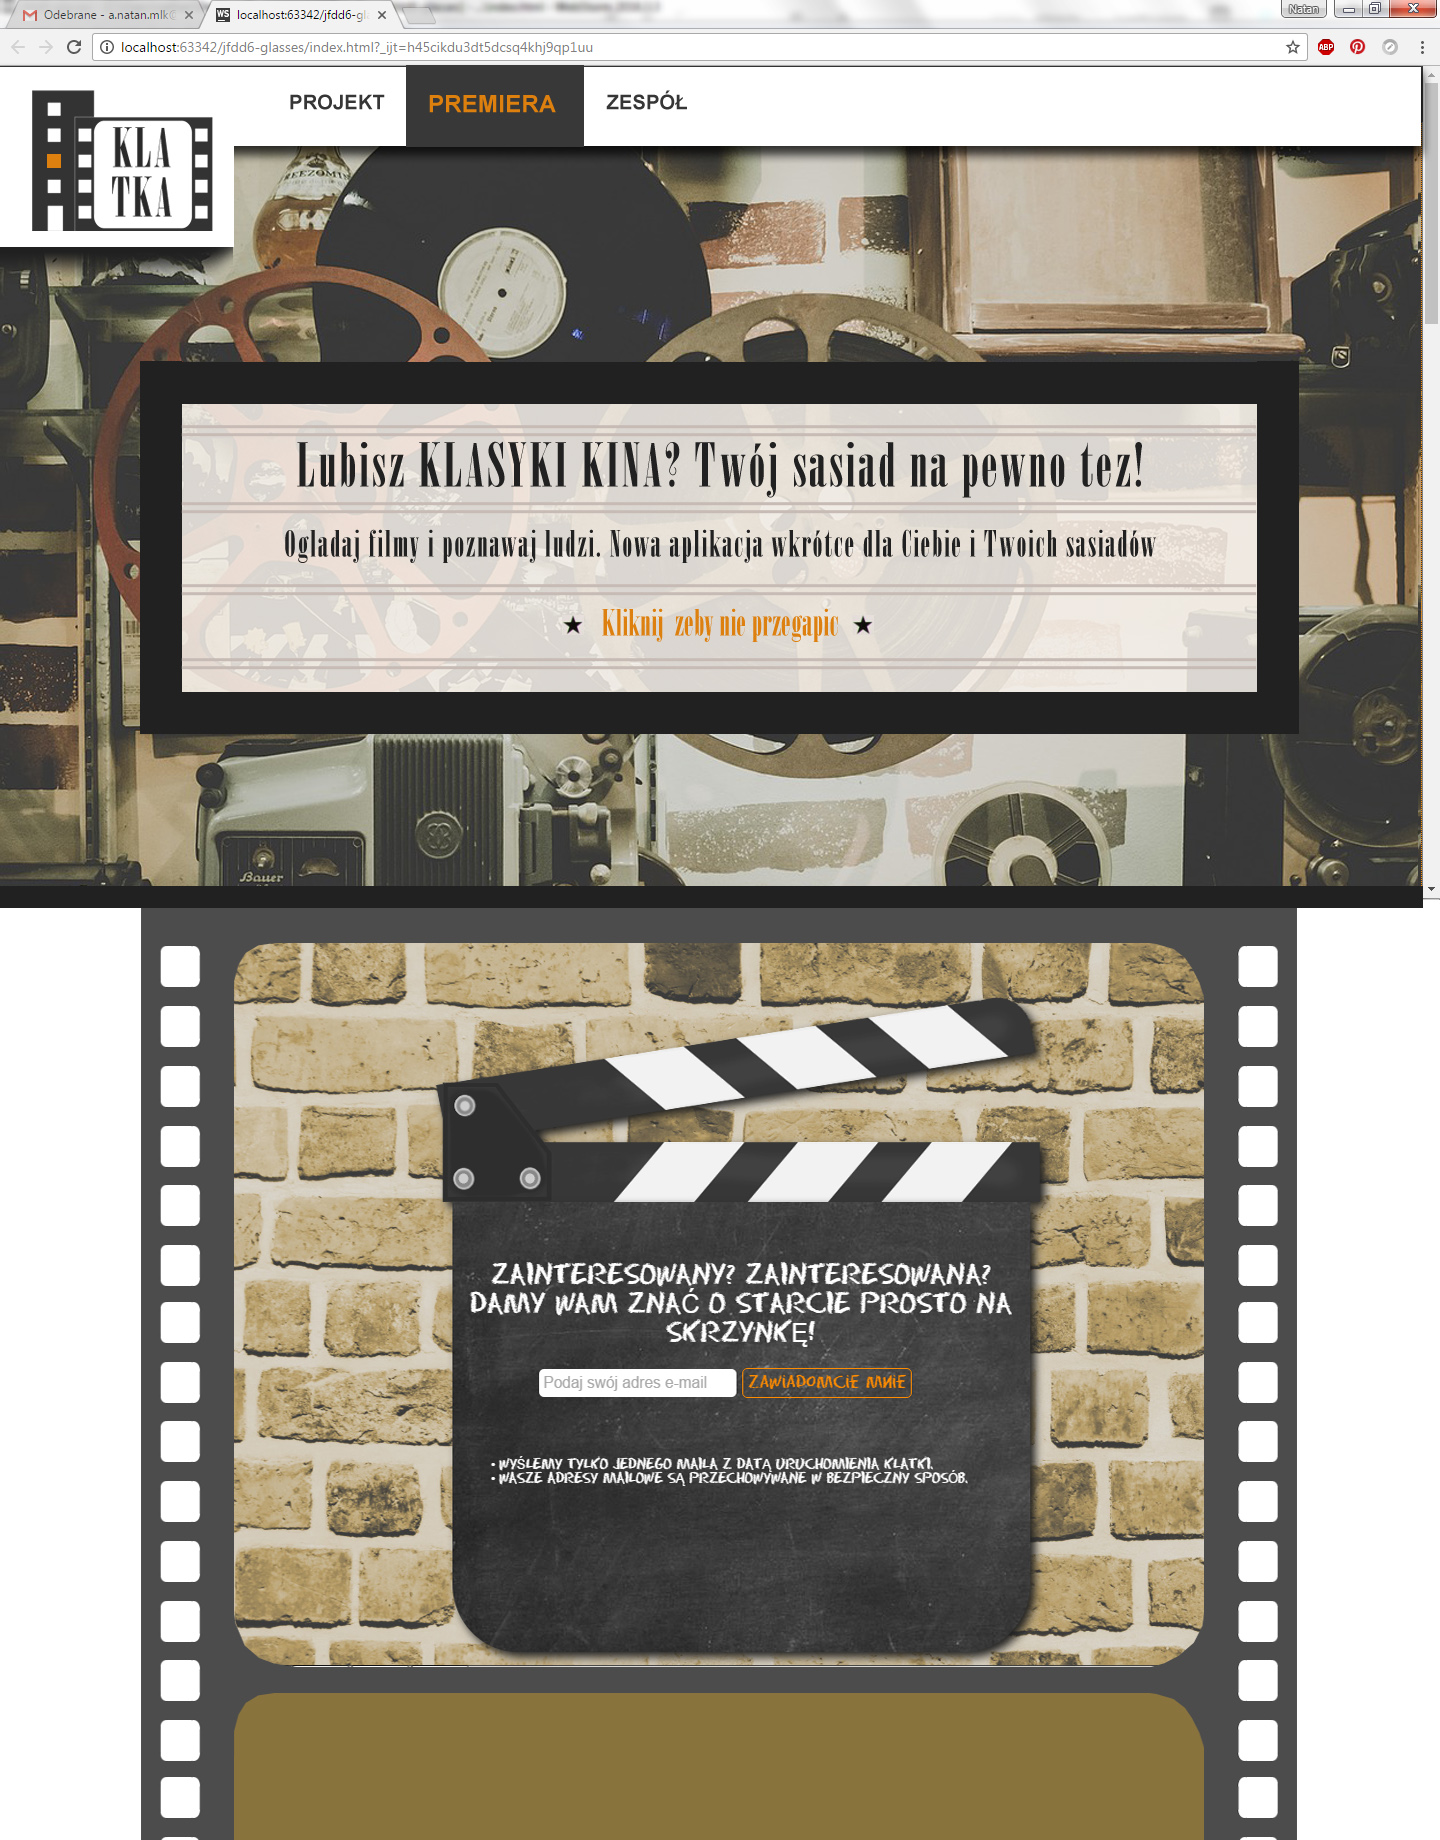 Odebrane - a.natan.mlk@
localhost:63342/jfdd6-gl
Natan
localhost:63342/jfdd6-glasses/index.html?_ijt=h45cikdu3dt5dcsq4khj9qp1uu
ABP
PROJEKT
PREMIERA
ZESPÓŁ
KLA
TKA
Lubisz KLASYKI KINA? Twój sasiad na pewno tez!
Ogladaj filmy i poznawaj ludzi. Nowa aplikacja wkrótce dla Ciebie i Twoich sasiadów
★ Kliknij zeby nie przegapic ★
Bauer
ZAINTERESOWANY? ZAINTERESOWANA?
DAMY WAM ZNAĆ O STARCIE PROSTO NA
SKRZYNKĘ!
Podaj swój adres e-mail
ZAWIADOMCIE MNIE
• WYŚLEMY TYLKO JEDNEGO MAILA Z DATĄ URUCHOMIENIA KLATKI.
• WASZE ADRESY MAILOWE SĄ PRZECHOWYWANE W BEZPIECZNY SPOSÓB.